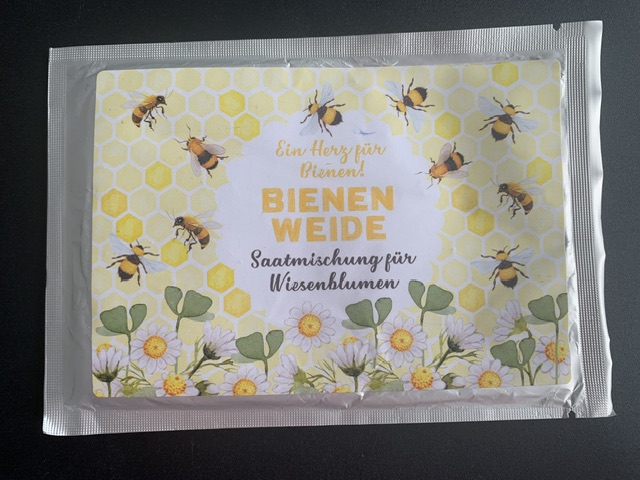 Ein Herz für
Bienen!
BIENEN
WEIDE
Saatmischung für
Wiesenblumen